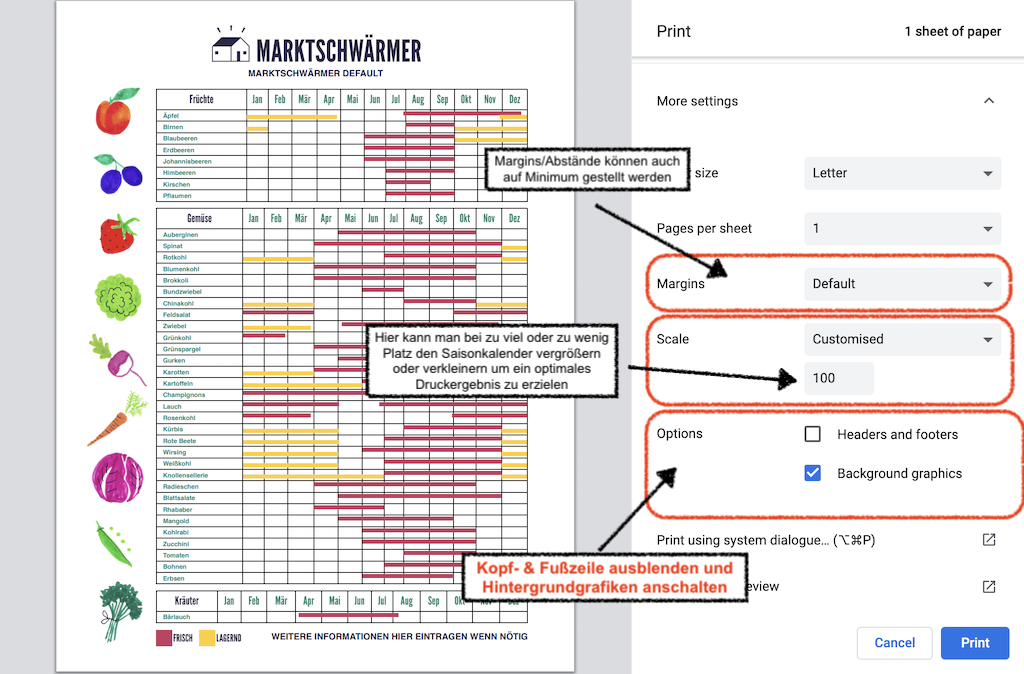 MARKTSCHWÄRMER
MARKTSCHWÄRMER DEFAULT
Früchte Jan Feb Mär Apr Mai Jun Jul Aug Sep Okt Nov Dez
Äpfel
Birnen
Blaubeeren
Erdbeeren
Johannisbeeren
Himbeeren
Kirschen
Pflaumen
Gemüse Jan Feb Mär Apr Mai Jun Jul Aug Sep Okt Nov Dez
Auberginen
Spinat
Rotkohl
Blumenkohl
Brokkoli
Bundzwiebel
Chinakohl
Feldsalat
Zwiebel
Grünkohl
Grünspargel
Gurken
Karotten
Kartoffeln
Champignons
Lauch
Rosenkohl
Kürbis
Rote Beete
Wirsing
Weißkohl
Knollensellerie
Radieschen
Blattsalate
Rhababer
Mangold
Kohlrabi
Zucchini
Tomaten
Bohnen
Erbsen
Kräuter Jan Feb Mär Apr Mai Jun Jul Aug Sep
Bärlauch
FRISCH LAGERND WEITERE INFORMATIONEN HIER EINTRAGEN WENN NÖTIG
Print 1 sheet of paper
More settings
Margins/Abstände können auch
auf Minimum gestellt werden
size Letter
Pages per sheet 1
Margins Default
Hier kann man bei zu viel oder zu wenig
Platz den Saisonkalender vergrößern
oder verkleinern um ein optimales
Druckergebnis zu erzielen
Scale Customised
100
Options Headers and footers
Background graphics
Print using system dialogue... (⌥⌘P)
Kopf- & Fußzeile ausblenden und
Hintergrundgrafiken anschalten
eview
Cancel Print